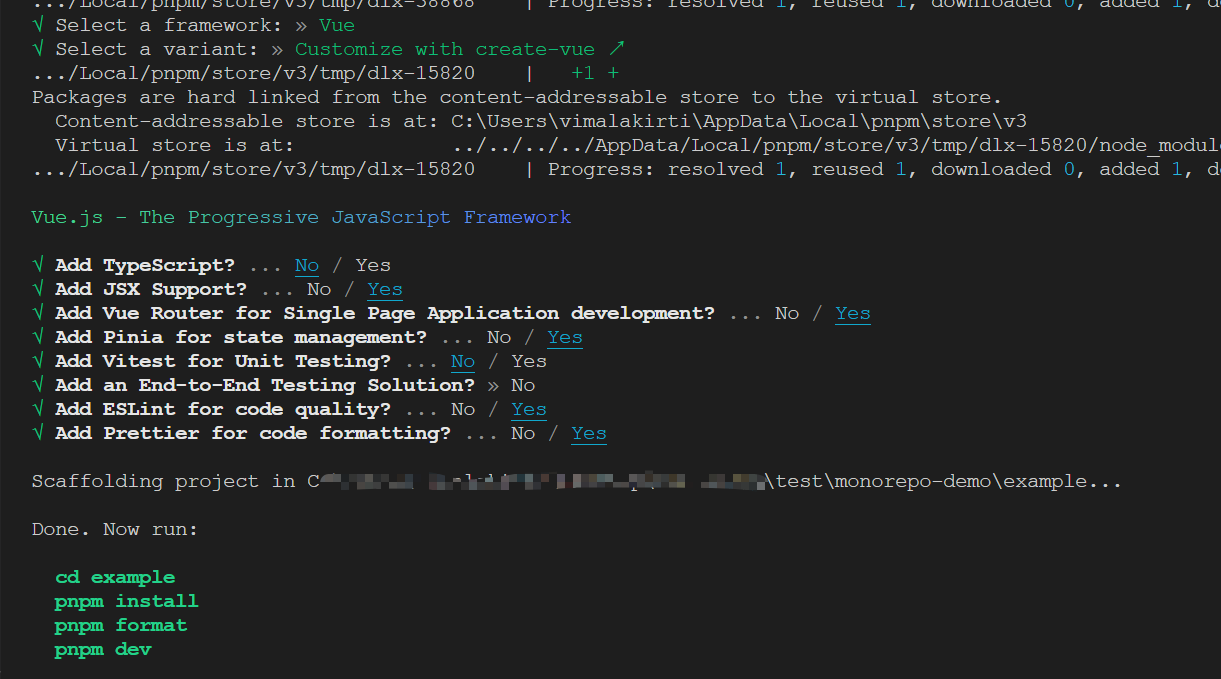 .../Local/pnpm/store/v3/tmp/dlx-38868 | Progress: resolved 1, reused 1, downloaded 0, added 1, d
√ Select a framework: » Vue
√ Select a variant: » Customize with create-vue ↗
.../Local/pnpm/store/v3/tmp/dlx-15820 | +1 +
Packages are hard linked from the content-addressable store to the virtual store.
Content-addressable store is at: C:\Users\vimalakirti\AppData\Local\pnpm\store\v3
Virtual store is at: ../../../../AppData/Local/pnpm/store/v3/tmp/dlx-15820/node_modul
.../Local/pnpm/store/v3/tmp/dlx-15820 | Progress: resolved 1, reused 1, downloaded 0, added 1, d
Vue.js - The Progressive JavaScript Framework
√ Add TypeScript? ... No / Yes
√ Add JSX Support? ... No / Yes
√ Add Vue Router for Single Page Application development? ... No / Yes
√ Add Pinia for state management? ... No / Yes
√ Add Vitest for Unit Testing? ... No / Yes
√ Add an End-to-End Testing Solution? » No
√ Add ESLint for code quality? ... No / Yes
√ Add Prettier for code formatting? ... No / Yes
Scaffolding project in C \test\monorepo-demo\example...
Done. Now run:
cd example
pnpm install
pnpm format
pnpm dev